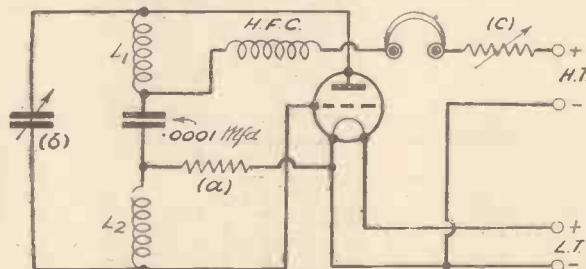 H.F.C.
(C)
L1
+
H.T.
-
(b)
.0001 Mfd
(a)
L2
+
L.T.
-